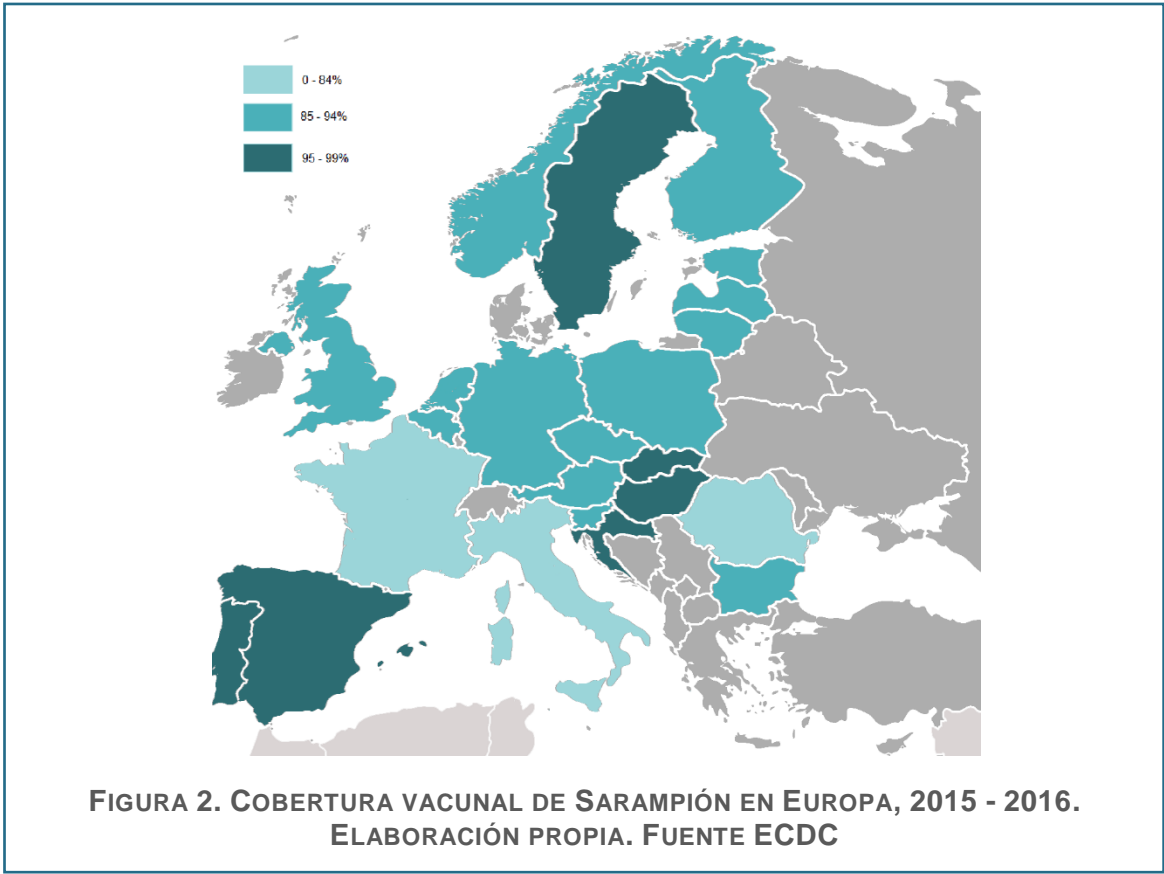 0 - 84%
85 - 94%
95 - 99%
FIGURA 2. COBERTURA VACUNAL DE SARAMPIÓN EN EUROPA, 2015 - 2016.
ELABORACIÓN PROPIA. FUENTE ECDC